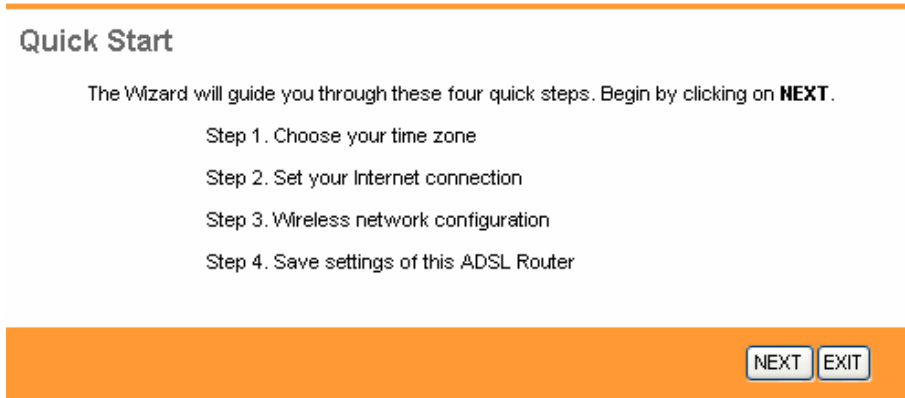 Quick Start
The Wizard will guide you through these four quick steps. Begin by clicking on NEXT.
Step 1. Choose your time zone
Step 2. Set your Internet connection
Step 3. Wireless network configuration
Step 4. Save settings of this ADSL Router
NEXT EXIT